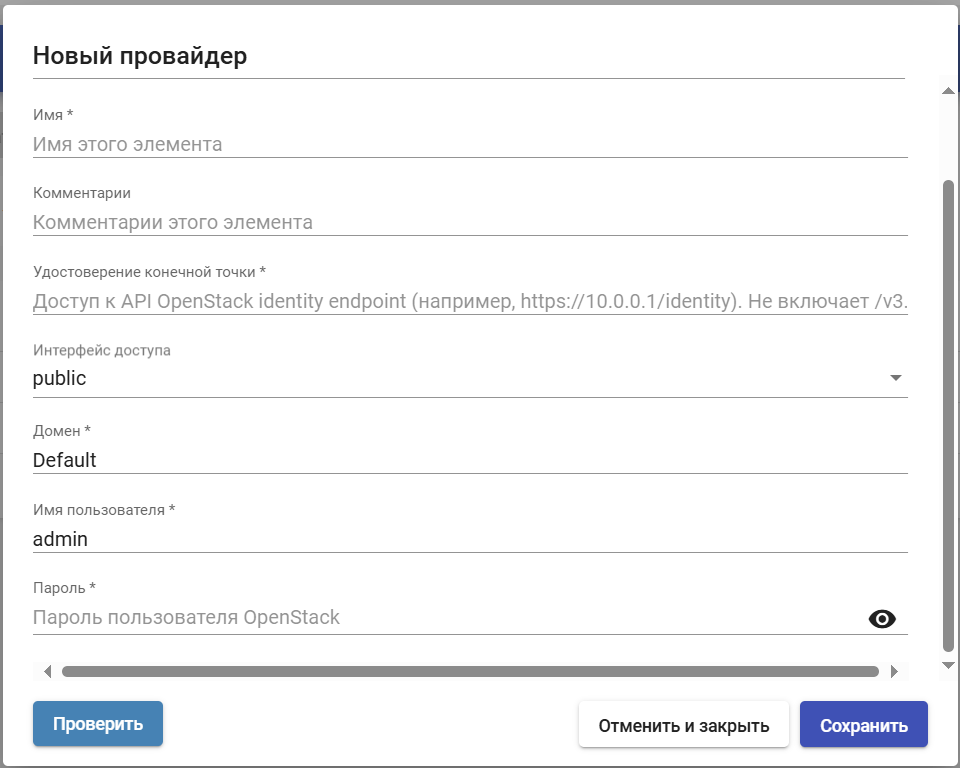 Новый провайдер
Имя *
Имя этого элемента
Комментарии
Комментарии этого элемента
Удостоверение конечной точки *
Доступ к API OpenStack identity endpoint (например, https://10.0.0.1/identity). Не включает /v3.
Интерфейс доступа
public
Домен *
Default
Имя пользователя *
admin
Пароль *
Пароль пользователя OpenStack
Проверить
Отменить и закрыть
Сохранить